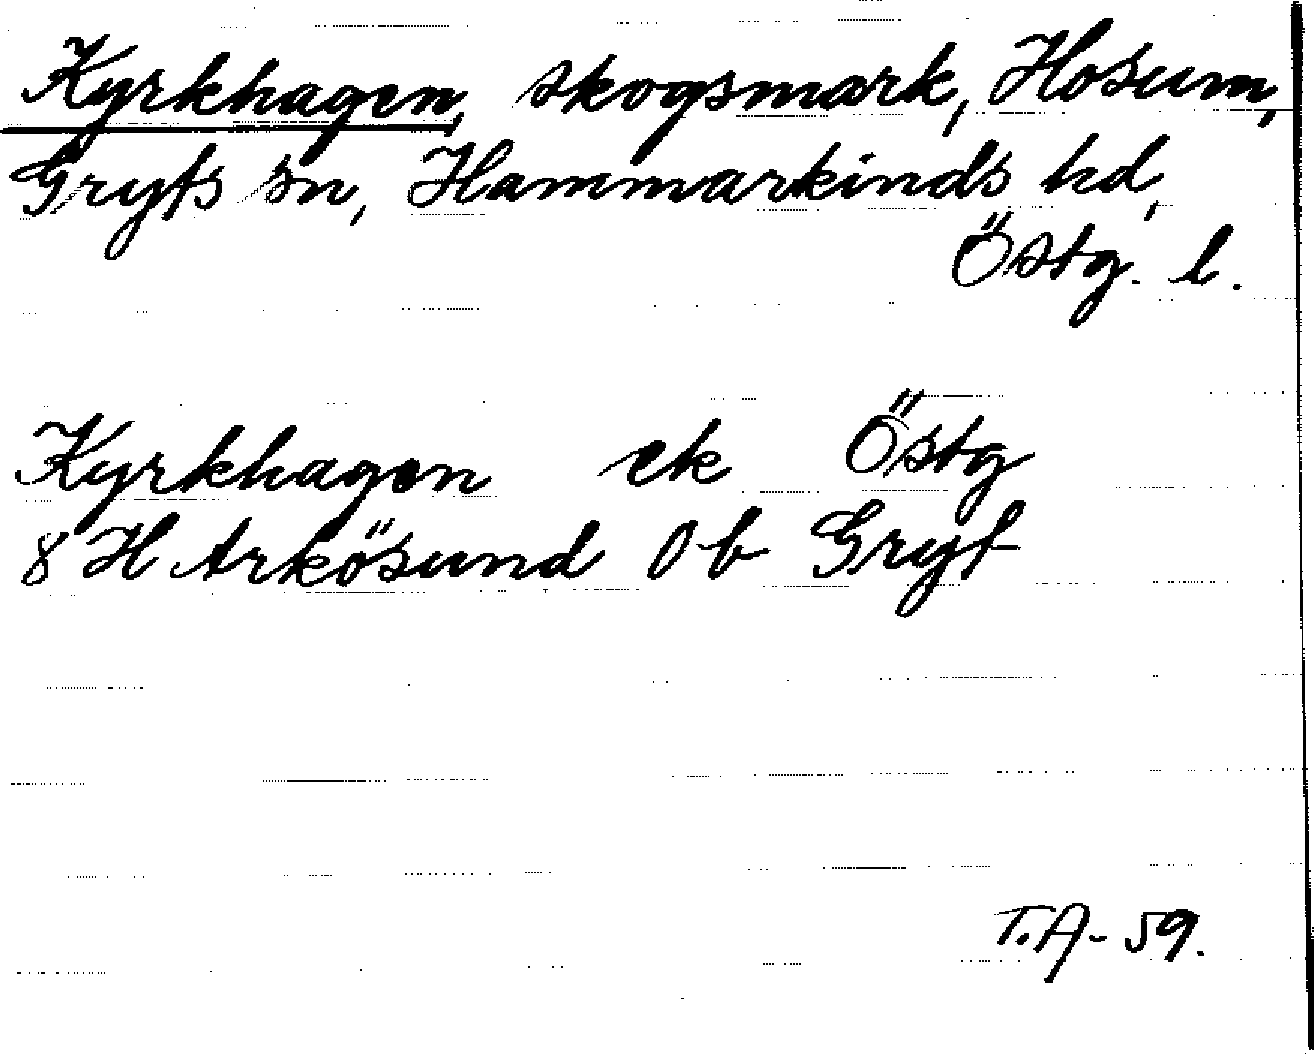 Kyrkhagen, skogsmark, Hosum,
Gryts sn, Hammarkinds hd,
Östg. l.
Kyrkhagen ek Östg
8 H Arkösund 0 b Gryt
T.A-59.